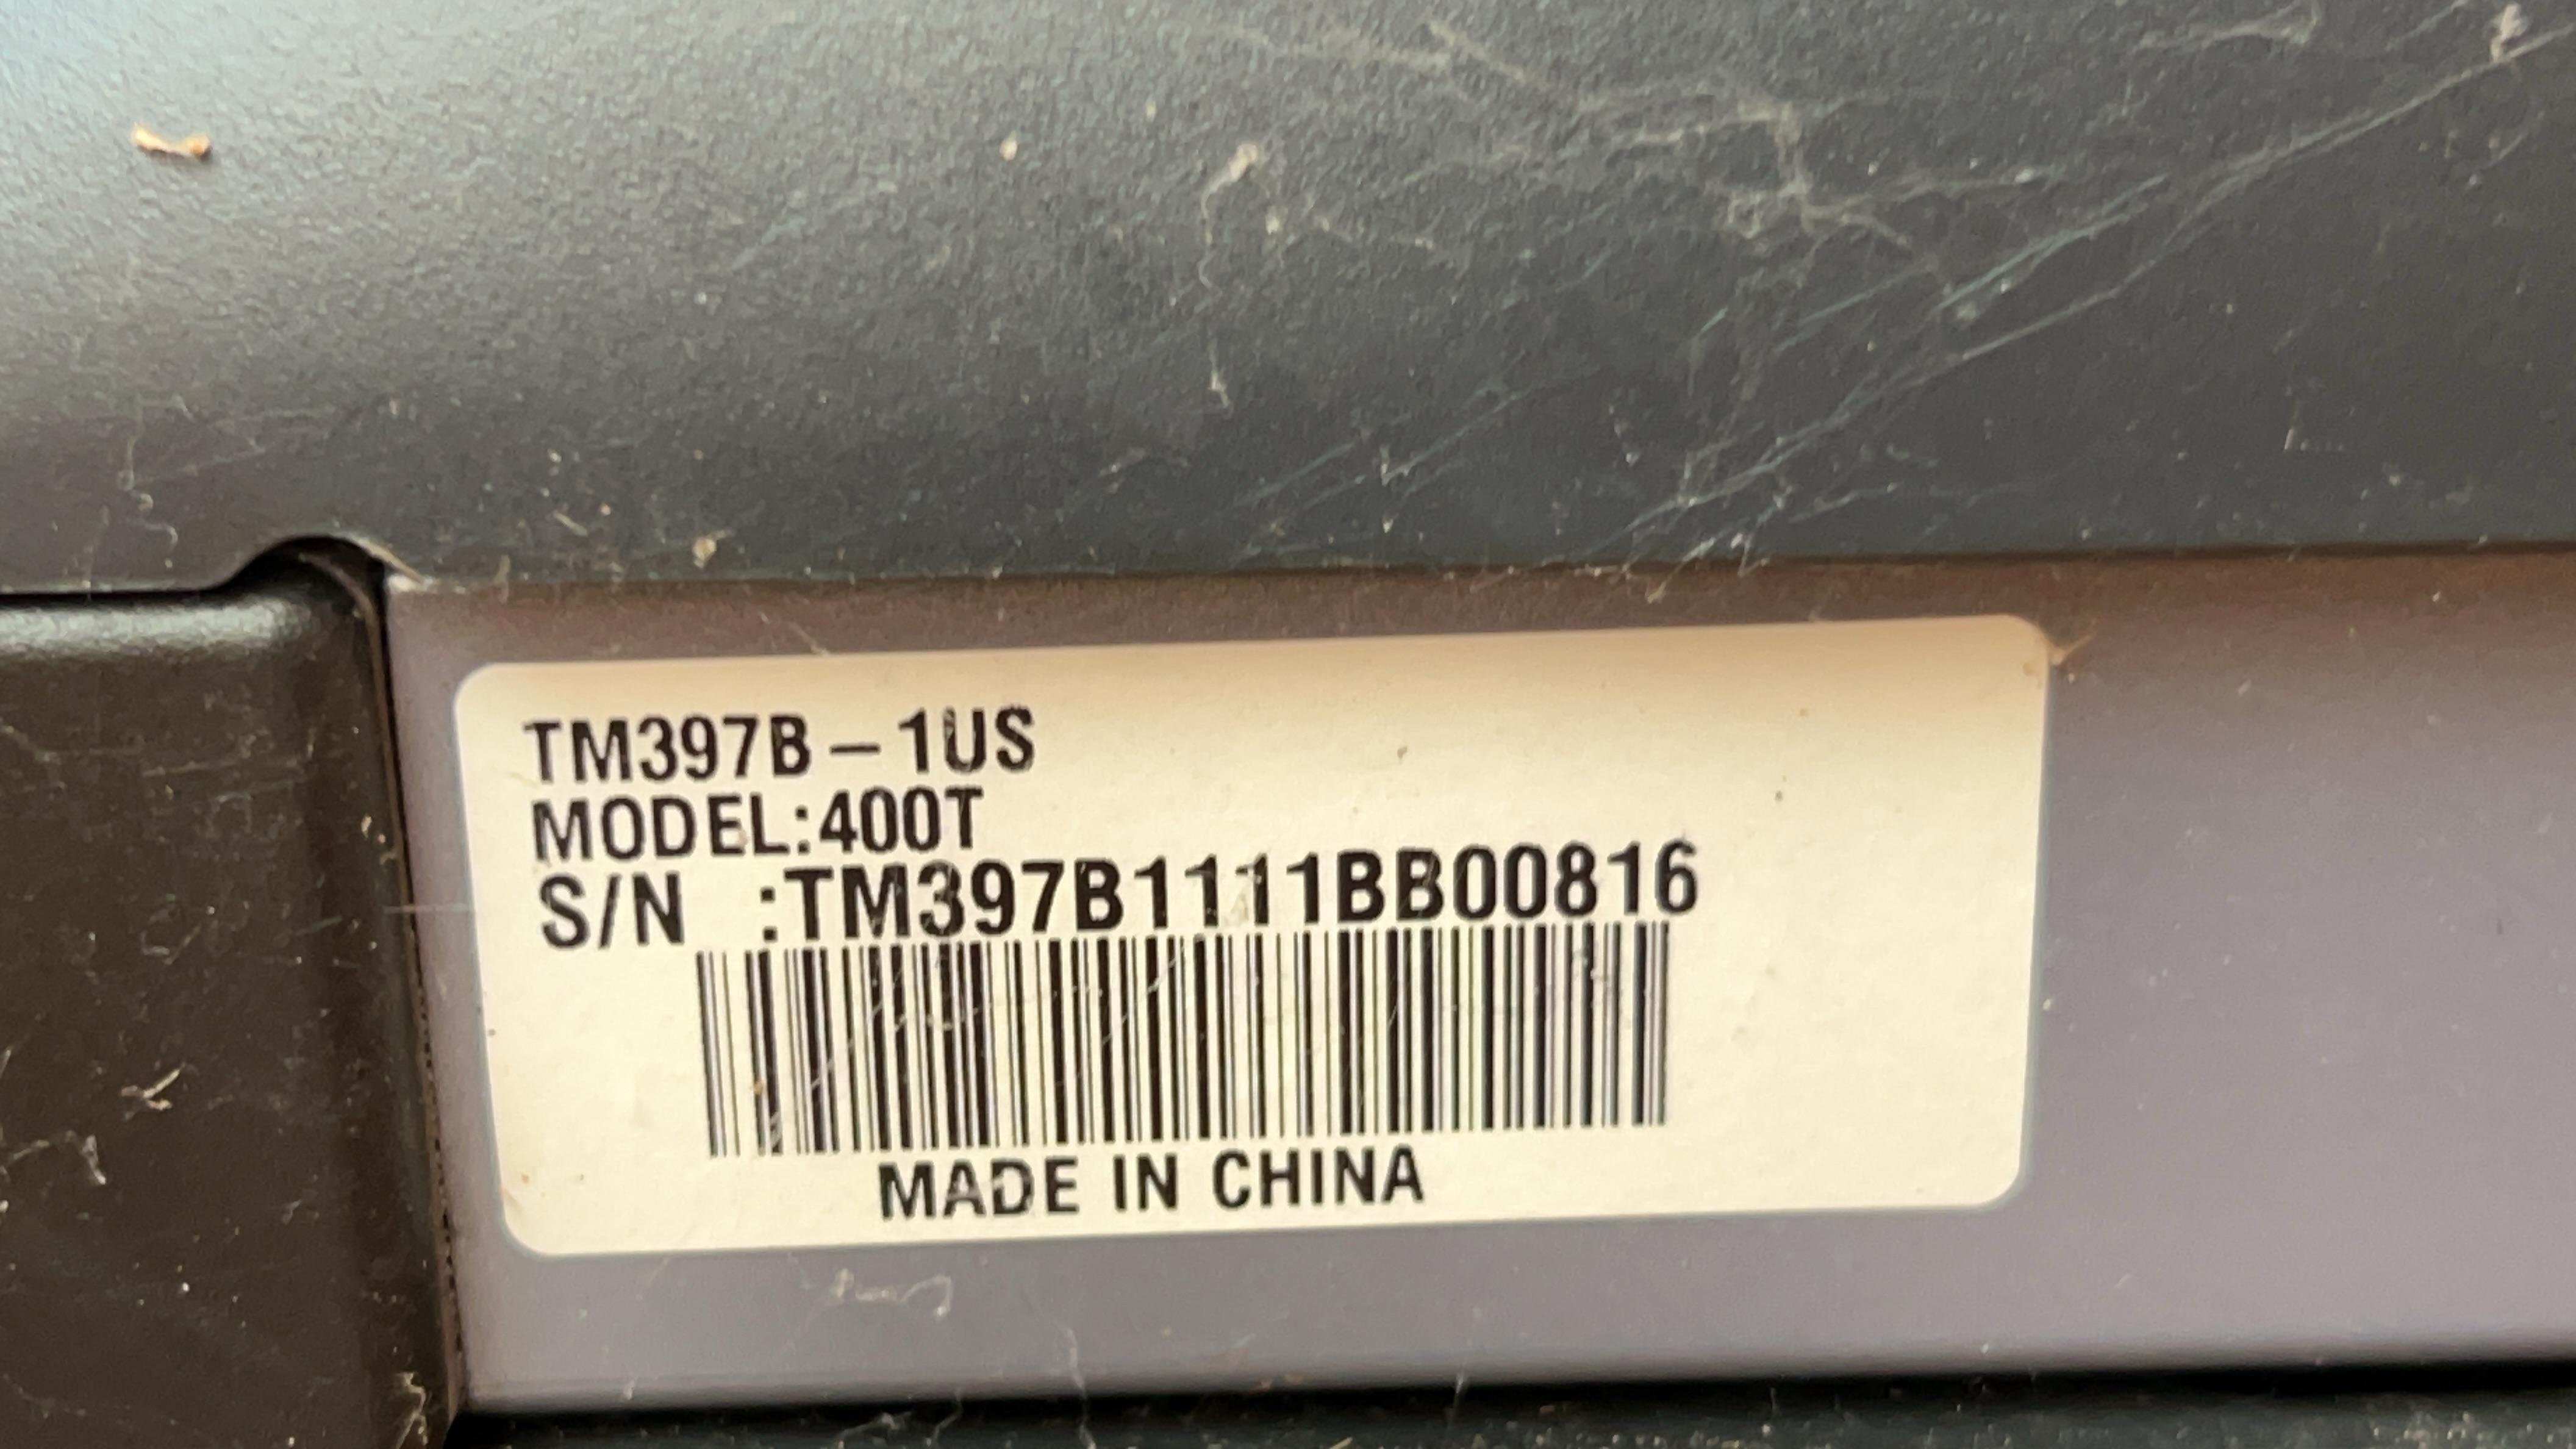 TM397B-1US
MODEL:400T
S/N :TM397B1111BB00816
MADE IN CHINA